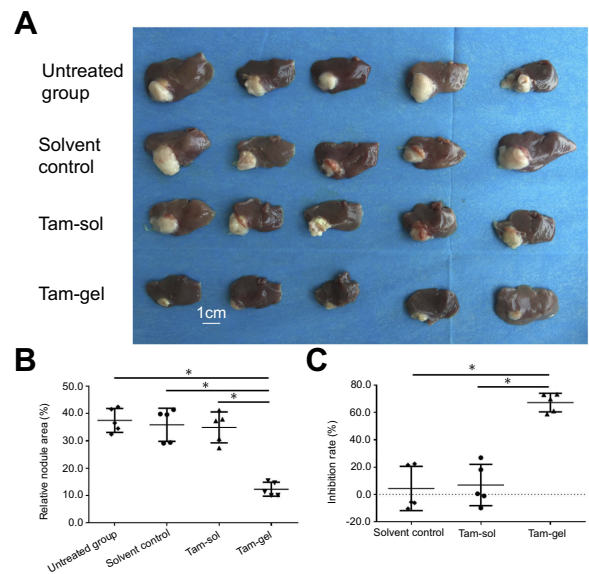 A
Untreated
group
Solvent
control
Tam-sol
Tam-gel
1cm
B
Relative nodule area (%)
50.0
40.0
30.0
20.0
10.0
0.0
* 
*
*
Untreated group
Solvent control
Tam-sol
Tam-gel
C
Inhibition rate (%)
80.0
60.0
40.0
20.0
0.0
-20.0
*
*
Solvent control
Tam-sol
Tam-gel